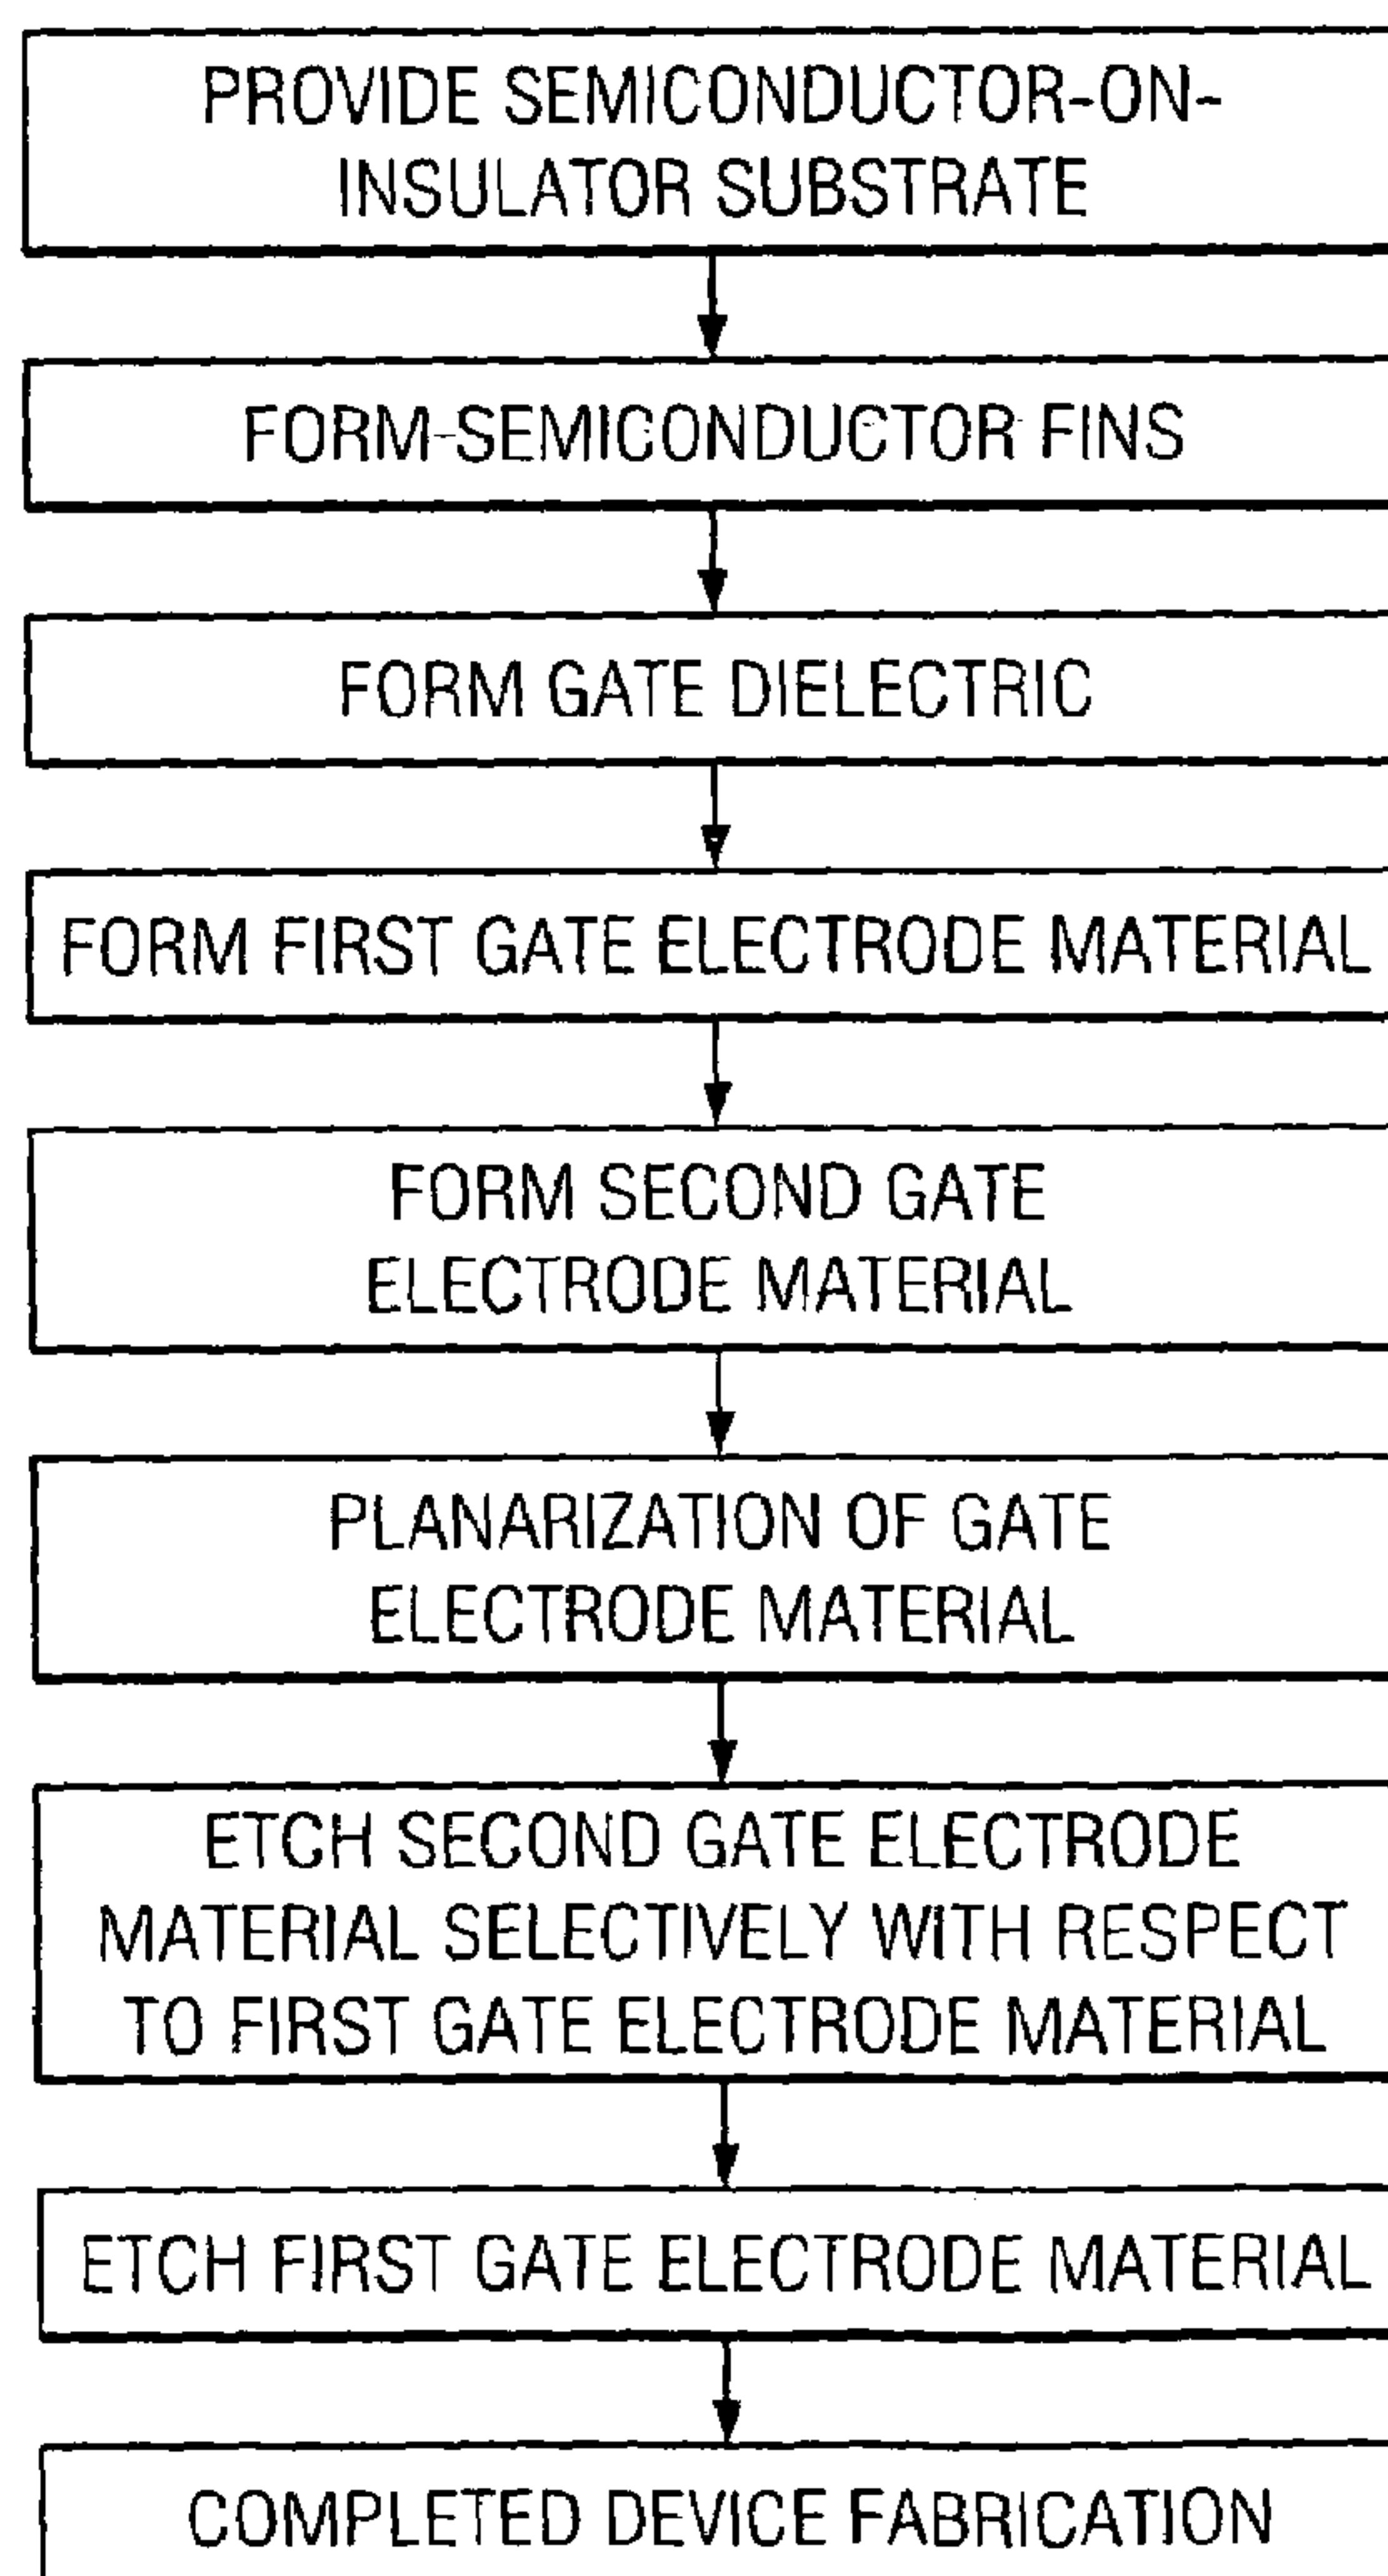 PROVIDE SEMICONDUCTOR-ON-
INSULATOR SUBSTRATE
FORM-SEMICONDUCTOR FINS
FORM GATE DIELECTRIC
FORM FIRST GATE ELECTRODE MATERIAL
FORM SECOND GATE
ELECTRODE MATERIAL
PLANARIZATION OF GATE
ELECTRODE MATERIAL
ETCH SECOND GATE ELECTRODE
MATERIAL SELECTIVELY WITH RESPECT
TO FIRST GATE ELECTRODE MATERIAL
ETCH FIRST GATE ELECTRODE MATERIAL
COMPLETED DEVICE FABRICATION